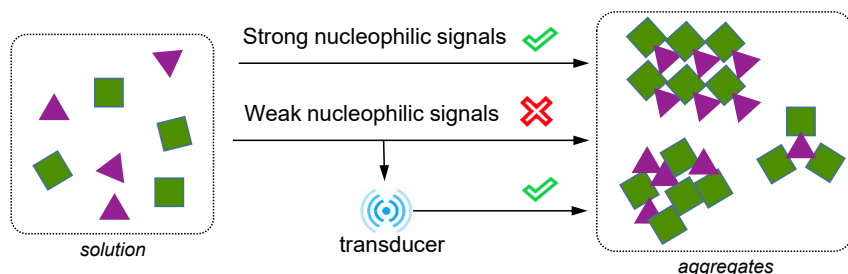 Strong nucleophilic signals
Weak nucleophilic signals
transducer
solution
aggregates